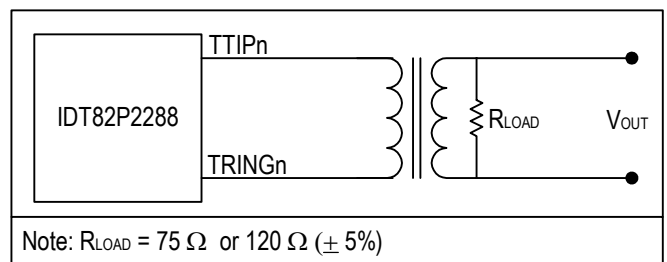 TTIPn
IDT82P2288
RLOAD
VOUT
TRINGn
Note: RLOAD = 75 Ω or 120 Ω (± 5%)